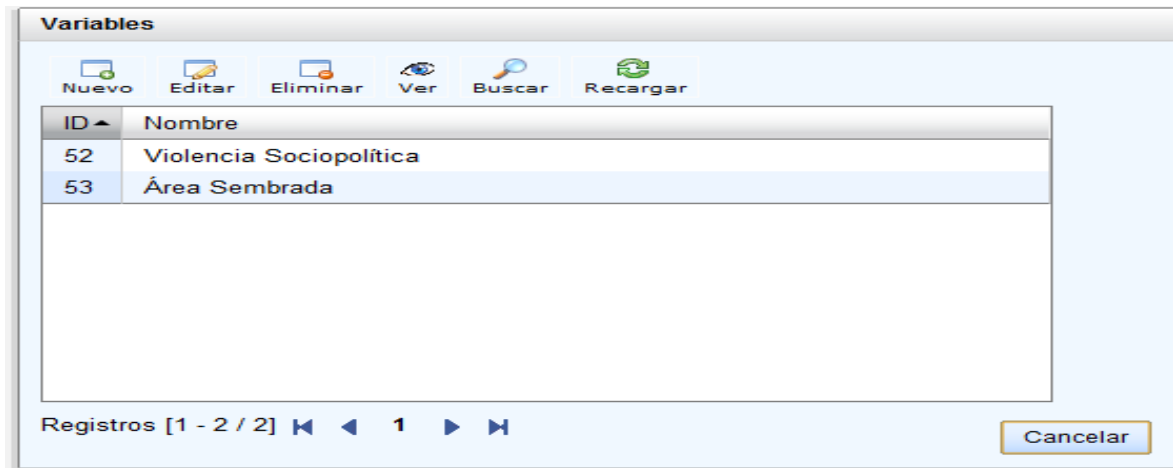 Variables
Nuevo Editar Eliminar Ver Buscar Recargar
ID Nombre
52 Violencia Sociopolítica
53 Área Sembrada
Registros [1 - 2 / 2] 1
Cancelar